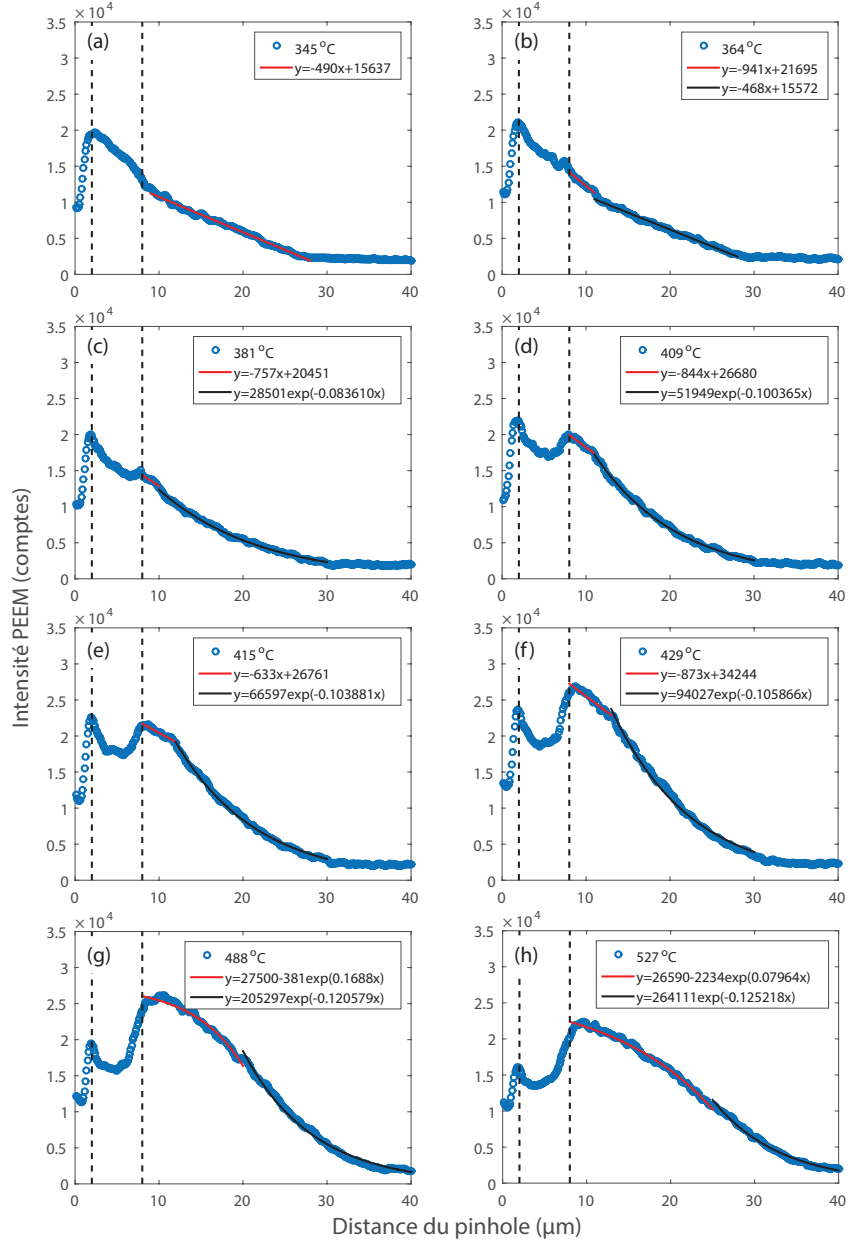 × 10⁴
3.5
3
2.5
2
1.5
1
0.5
0
0 10 20 30 40
(a)
345 °C
y=-490x+15637
× 10⁴
3.5
3
2.5
2
1.5
1
0.5
0
0 10 20 30 40
(b)
364 °C
y=-941x+21695
y=-468x+15572
× 10⁴
3.5
3
2.5
2
1.5
1
0.5
0
0 10 20 30 40
(c)
381 °C
y=-757x+20451
y=28501exp(-0.083610x)
× 10⁴
3.5
3
2.5
2
1.5
1
0.5
0
0 10 20 30 40
(d)
409 °C
y=-844x+26680
y=51949exp(-0.100365x)
Intensité PEEM (comptes)
× 10⁴
3.5
3
2.5
2
1.5
1
0.5
0
0 10 20 30 40
(e)
415 °C
y=-633x+26761
y=66597exp(-0.103881x)
× 10⁴
3.5
3
2.5
2
1.5
1
0.5
0
0 10 20 30 40
(f)
429 °C
y=-873x+34244
y=94027exp(-0.105866x)
× 10⁴
3.5
3
2.5
2
1.5
1
0.5
0
0 10 20 30 40
(g)
488 °C
y=27500-381exp(0.1688x)
y=205297exp(-0.120579x)
× 10⁴
3.5
3
2.5
2
1.5
1
0.5
0
0 10 20 30 40
(h)
527 °C
y=26590-2234exp(0.07964x)
y=264111exp(-0.125218x)
Distance du pinhole (µm)